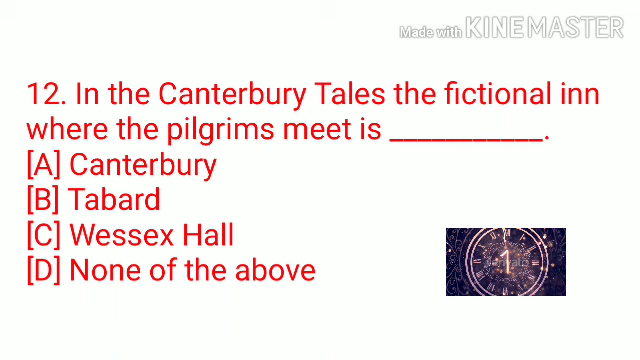 Made with KINEMASTER
12. In the Canterbury Tales the fictional inn
where the pilgrims meet is __________.
[A] Canterbury
[B] Tabard
[C] Wessex Hall
[D] None of the above
1